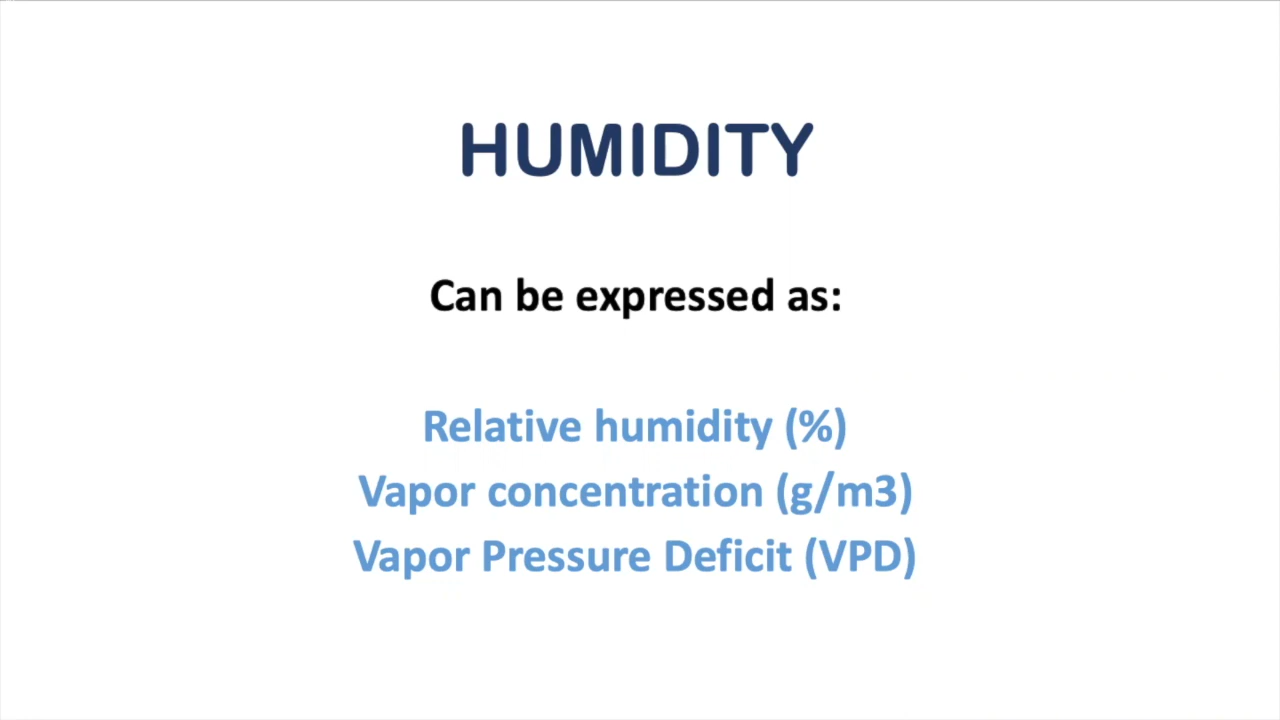 HUMIDITY
Can be expressed as:
Relative humidity (%)
Vapor concentration (g/m3)
Vapor Pressure Deficit (VPD)